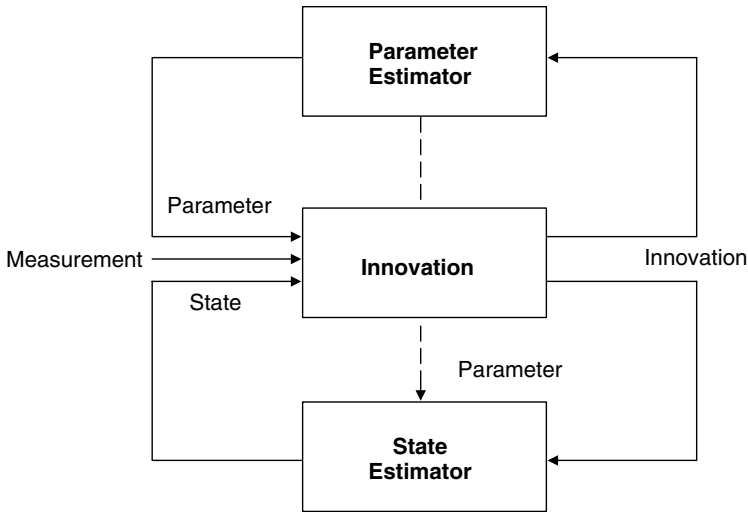 Parameter
Estimator
Parameter
Measurement
Innovation
Innovation
State
Parameter
State
Estimator